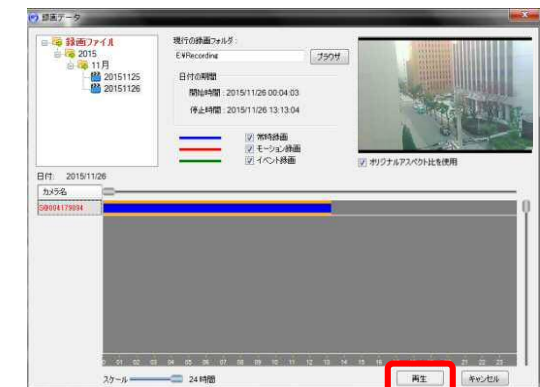 録画データ
録画ファイル
2015
11月
20151125
20151126
現行の録画フォルダ:
E:¥Recording
ブラウザ
日付の期間
開始時間 : 2015/11/26 00:04:03
停止時間 : 2015/11/26 13:13:04
常時録画
モーション録画
イベント録画
オリジナルアスペクト比を使用
日付: 2015/11/26
カメラ名
00 01 02 03 04 05 06 07 08 09 10 11 12 13 14 15 16 17 18 19 20 21 22 23
スケール
24 時間
再生
キャンセル